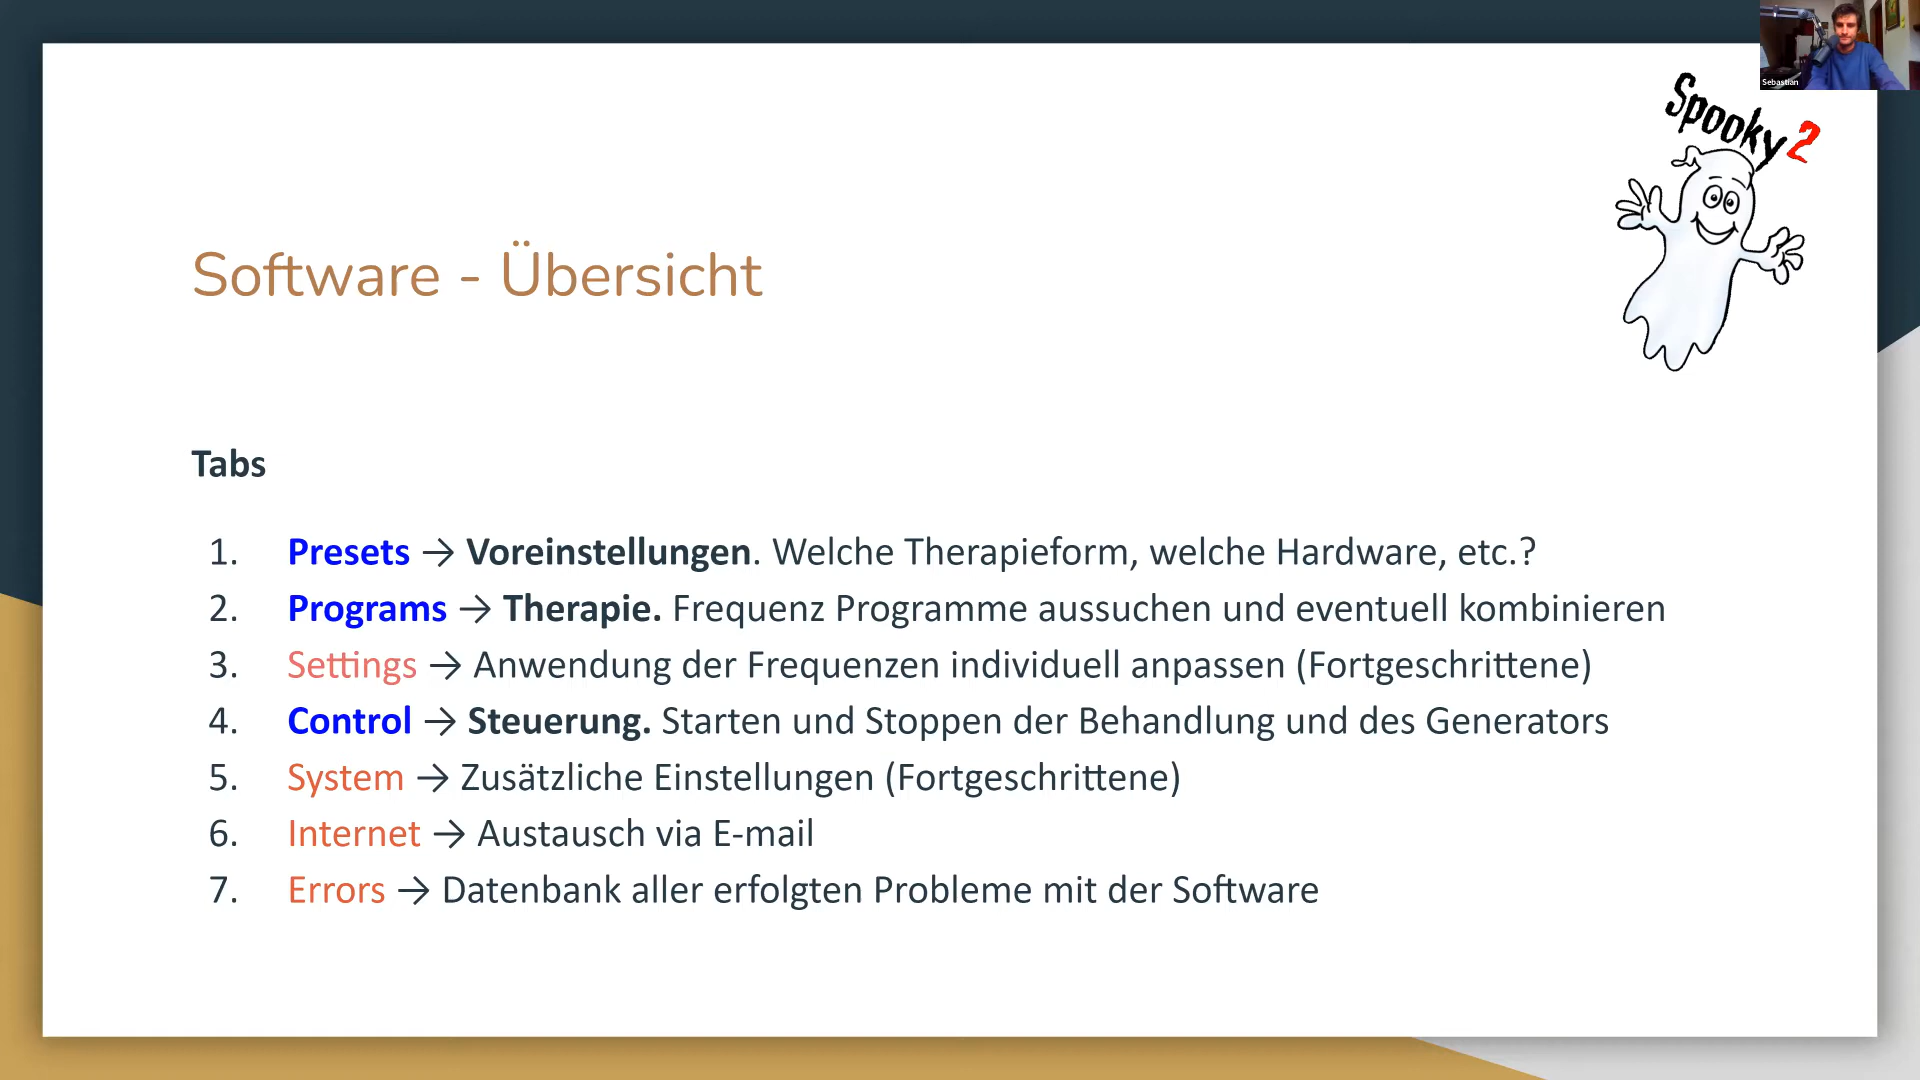 Sebastian
Spooky2
Software - Übersicht
Tabs
1. Presets → Voreinstellungen. Welche Therapieform, welche Hardware, etc.?
2. Programs → Therapie. Frequenz Programme aussuchen und eventuell kombinieren
3. Settings → Anwendung der Frequenzen individuell anpassen (Fortgeschrittene)
4. Control → Steuerung. Starten und Stoppen der Behandlung und des Generators
5. System → Zusätzliche Einstellungen (Fortgeschrittene)
6. Internet → Austausch via E-mail
7. Errors → Datenbank aller erfolgten Probleme mit der Software